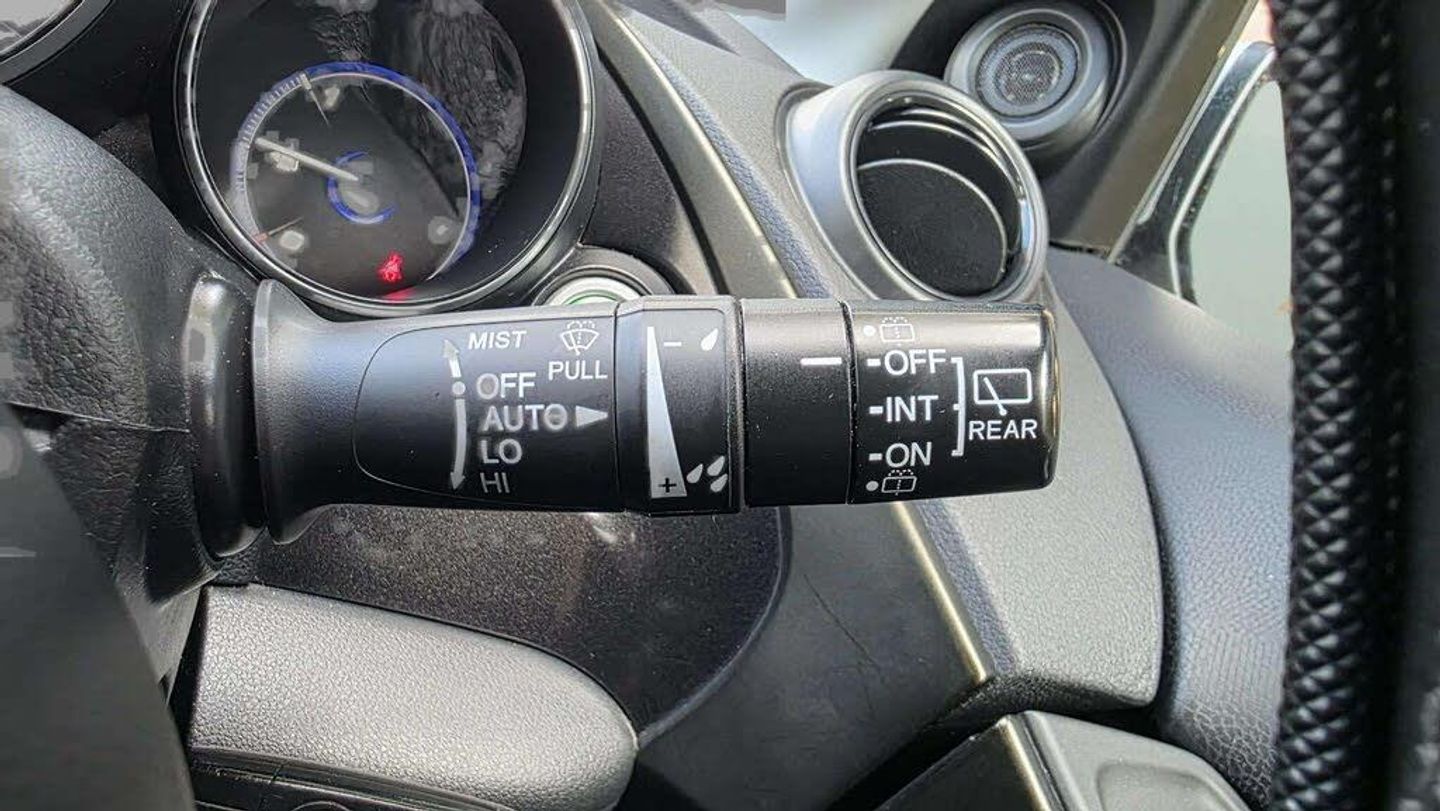 MIST
PULL
OFF
AUTO
LO
HI
-
+
OFF
INT
ON
REAR